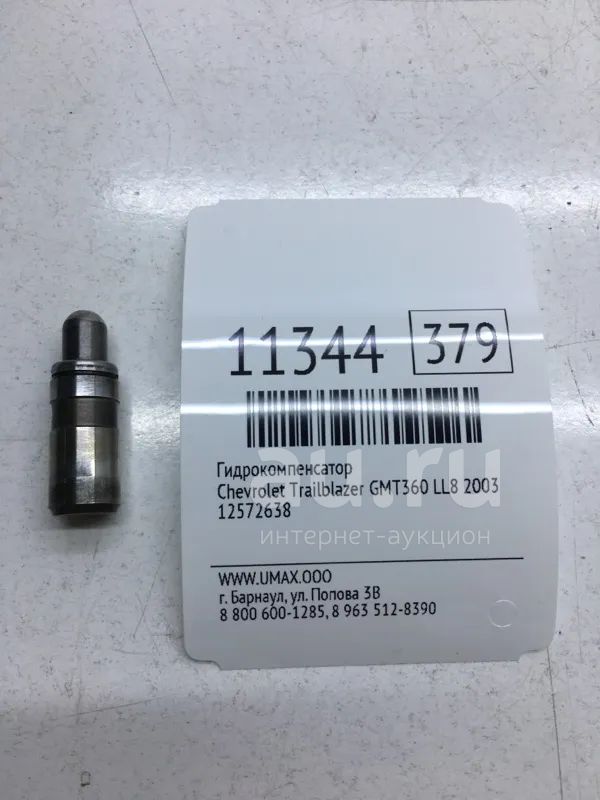 11344 379
Гидрокомпенсатор
Chevrolet Trailblazer GMT360 LL8 2003
12572638
au.ru
интернет-аукцион
WWW.UMAX.OOO
г. Барнаул, ул. Попова 3В
8 800 600-1285, 8 963 512-8390